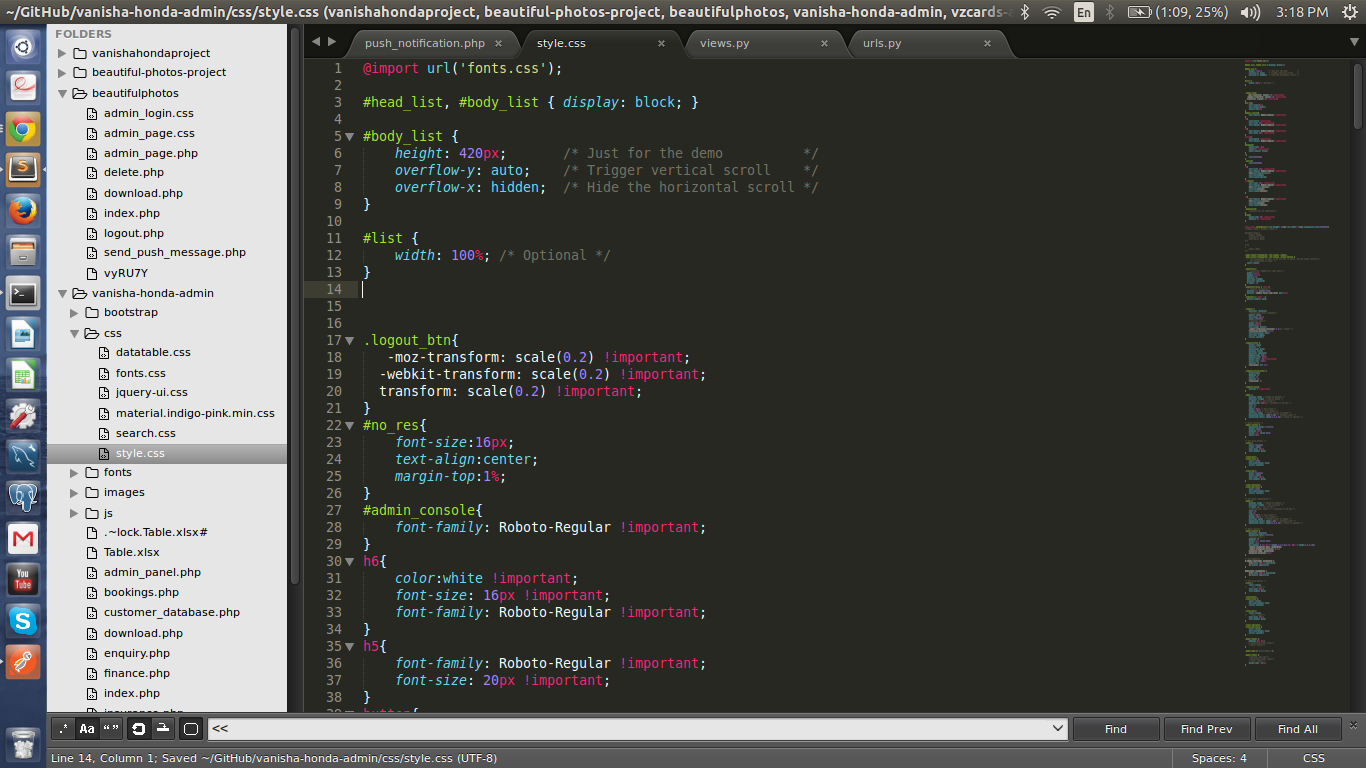 ~/GitHub/vanisha-honda-admin/css/style.css (vanishahondaproject, beautiful-photos-project, beautifulphotos, vanisha-honda-admin, vzcards-
En (1:09, 25%) 3:18 PM
FOLDERS
vanishahondaproject
beautiful-photos-project
beautifulphotos
admin_login.css
admin_page.css
admin_page.php
delete.php
download.php
index.php
logout.php
send_push_message.php
vyRU7Y
vanisha-honda-admin
bootstrap
css
datatable.css
fonts.css
jquery-ui.css
material.indigo-pink.min.css
search.css
style.css
fonts
images
js
.~lock.Table.xlsx#
Table.xlsx
admin_panel.php
bookings.php
customer_database.php
download.php
enquiry.php
finance.php
index.php
insurance.php
push_notification.php × style.css × views.py × urls.py ×
1 @import url('fonts.css');
2
3 #head_list, #body_list { display: block; }
4
5 #body_list {
6 height: 420px; /* Just for the demo */
7 overflow-y: auto; /* Trigger vertical scroll */
8 overflow-x: hidden; /* Hide the horizontal scroll */
9 }
10
11 #list {
12 width: 100%; /* Optional */
13 }
14
15
16
17 .logout_btn{
18 -moz-transform: scale(0.2) !important;
19 -webkit-transform: scale(0.2) !important;
20 transform: scale(0.2) !important;
21 }
22 #no_res{
23 font-size:16px;
24 text-align:center;
25 margin-top:1%;
26 }
27 #admin_console{
28 font-family: Roboto-Regular !important;
29 }
30 h6{
31 color:white !important;
32 font-size: 16px !important;
33 font-family: Roboto-Regular !important;
34 }
35 h5{
36 font-family: Roboto-Regular !important;
37 font-size: 20px !important;
38 }
39 button{
.* Aa “ ” << Find Find Prev Find All ×
Line 14, Column 1; Saved ~/GitHub/vanisha-honda-admin/css/style.css (UTF-8) Spaces: 4 CSS
You
Tube